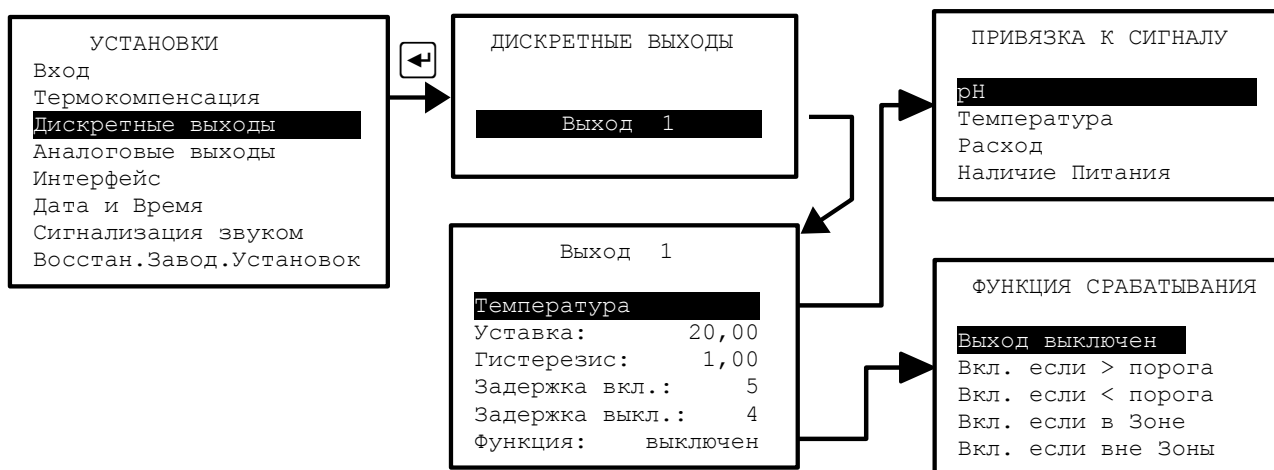 УСТАНОВКИ
Вход
Термокомпенсация
Дискретные выходы
Аналоговые выходы
Интерфейс
Дата и Время
Сигнализация звуком
Восстан.Завод.Установок
ДИСКРЕТНЫЕ ВЫХОДЫ
Выход 1
Выход 1
Температура
Уставка: 20,00
Гистерезис: 1,00
Задержка вкл.: 5
Задержка выкл.: 4
Функция: выключен
ПРИВЯЗКА К СИГНАЛУ
pH
Температура
Расход
Наличие Питания
ФУНКЦИЯ СРАБАТЫВАНИЯ
Выход выключен
Вкл. если > порога
Вкл. если < порога
Вкл. если в Зоне
Вкл. если вне Зоны